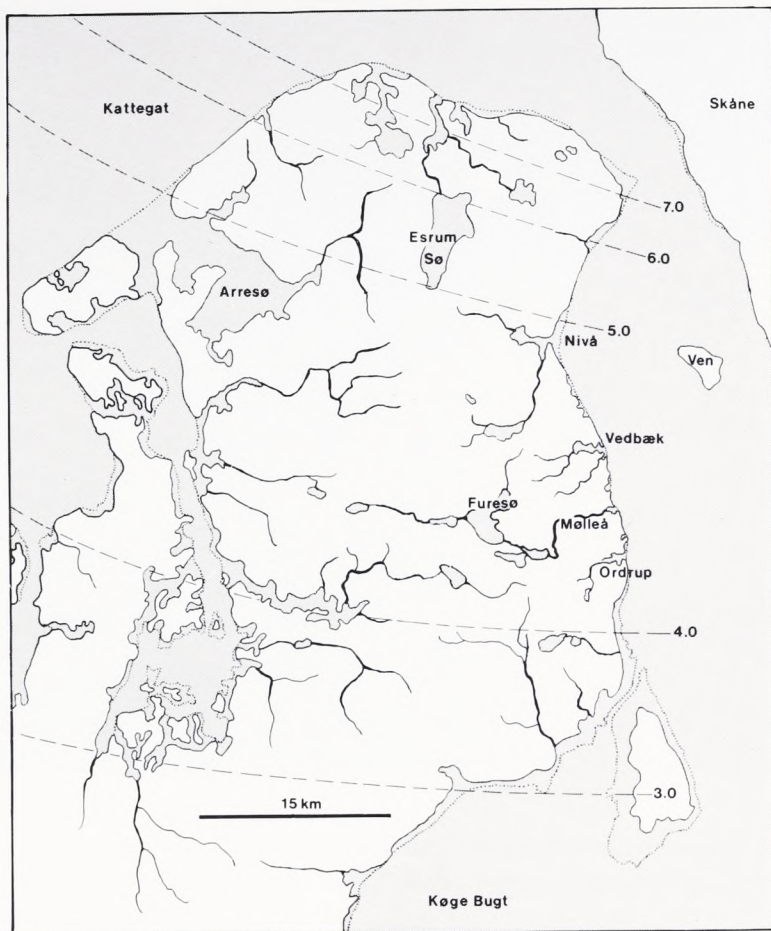 Kattegat
Skåne
7.0
6.0
Esrum
Sø
Arresø
5.0
Nivå
Ven
Vedbæk
Furesø
Mølleå
Ordrup
4.0
3.0
15 km
Køge Bugt